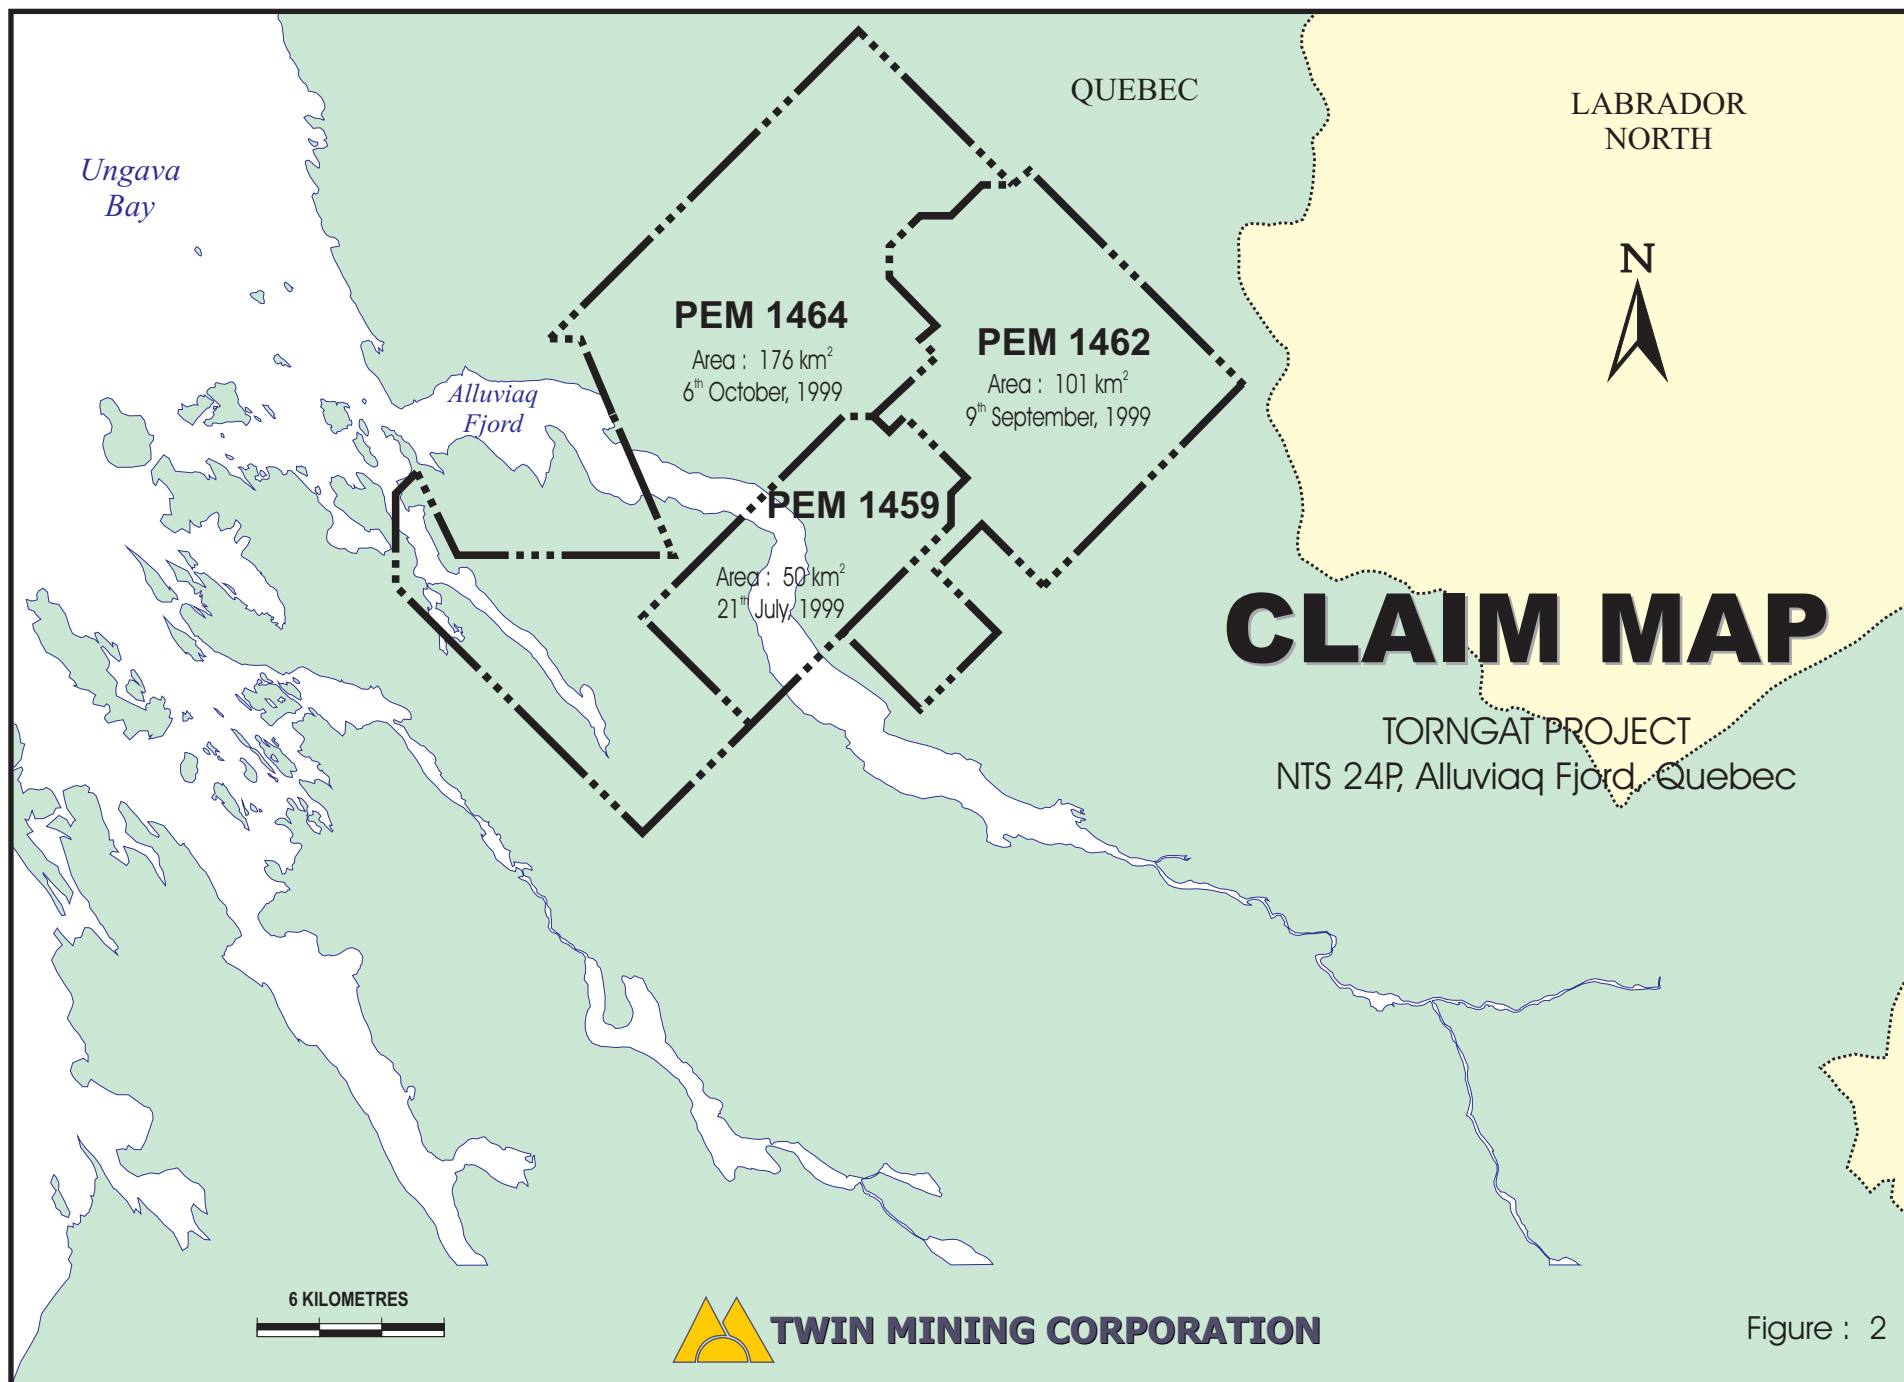 QUEBEC
LABRADOR
NORTH
Ungava
Bay
N
PEM 1464
Area : 176 km²
6th October, 1999
PEM 1462
Area : 101 km²
9th September, 1999
Alluviaq
Fjord
PEM 1459
Area : 50 km²
21th July, 1999
CLAIM MAP
TORNGAT PROJECT
NTS 24P, Alluviaq Fjord, Quebec
6 KILOMETRES
TWIN MINING CORPORATION
Figure : 2